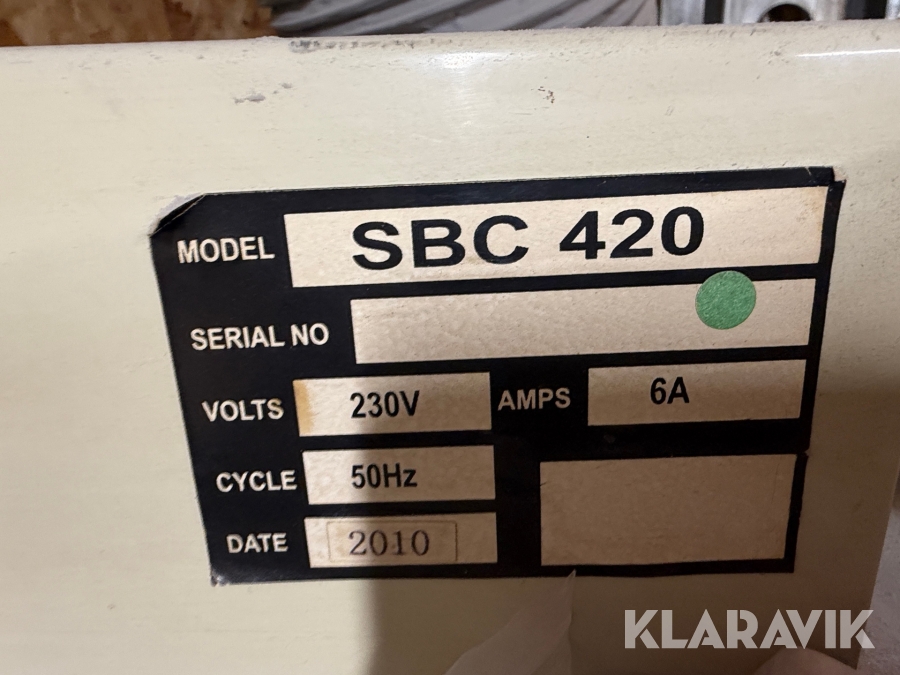 MODEL SBC 420
SERIAL NO
VOLTS 230V AMPS 6A
CYCLE 50Hz
DATE 2010
KLARAVIK